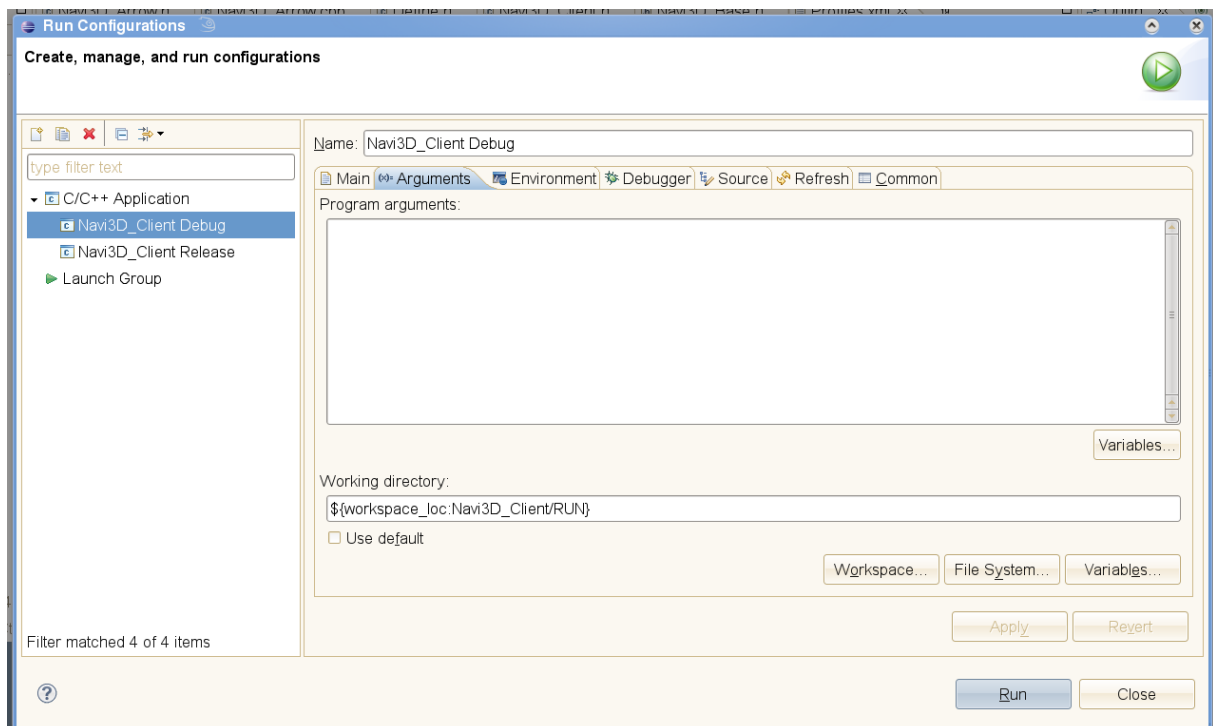 Run Configurations
Create, manage, and run configurations
type filter text
C/C++ Application
Navi3D_Client Debug
Navi3D_Client Release
Launch Group
Filter matched 4 of 4 items
Name: Navi3D_Client Debug
Main Arguments Environment Debugger Source Refresh Common
Program arguments:
Variables...
Working directory:
${workspace_loc:Navi3D_Client/RUN}
Use default
Workspace... File System... Variables...
Apply Revert
Run Close